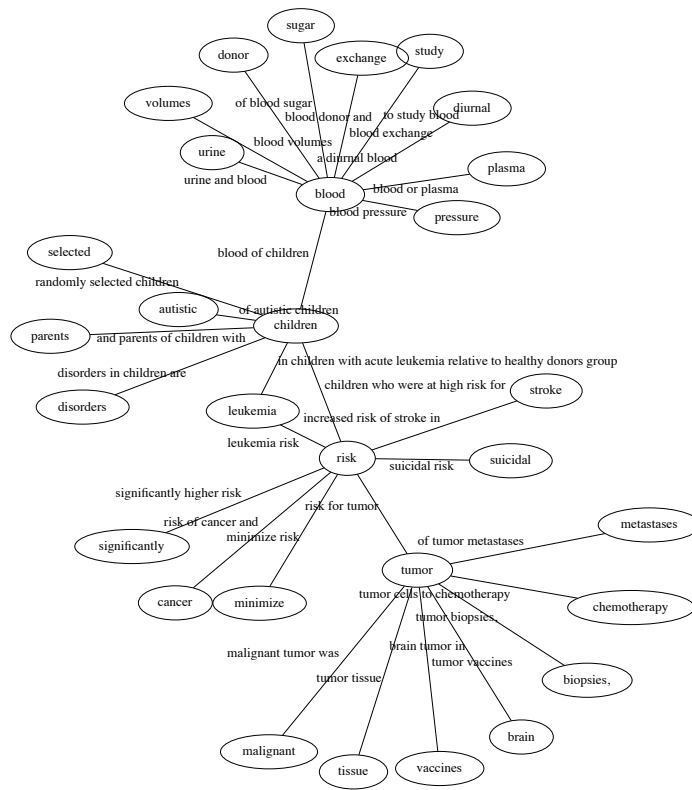 sugar
study
donor
exchange
of blood sugar
volumes
diurnal
blood donor and
to study blood
blood exchange
blood volumes
urine
a diurnal blood
plasma
urine and blood
blood or plasma
blood
blood pressure
pressure
selected
blood of children
randomly selected children
autistic
of autistic children
children
parents
and parents of children with
in children with acute leukemia relative to healthy donors group
disorders in children are
children who were at high risk for
stroke
disorders
leukemia
increased risk of stroke in
leukemia risk
risk
suicidal
suicidal risk
significantly higher risk
risk for tumor
risk of cancer and
metastases
minimize risk
of tumor metastases
significantly
tumor
tumor cells to chemotherapy
cancer
minimize
chemotherapy
tumor biopsies,
brain tumor in
malignant tumor was
tumor vaccines
tumor tissue
biopsies,
brain
malignant
tissue
vaccines